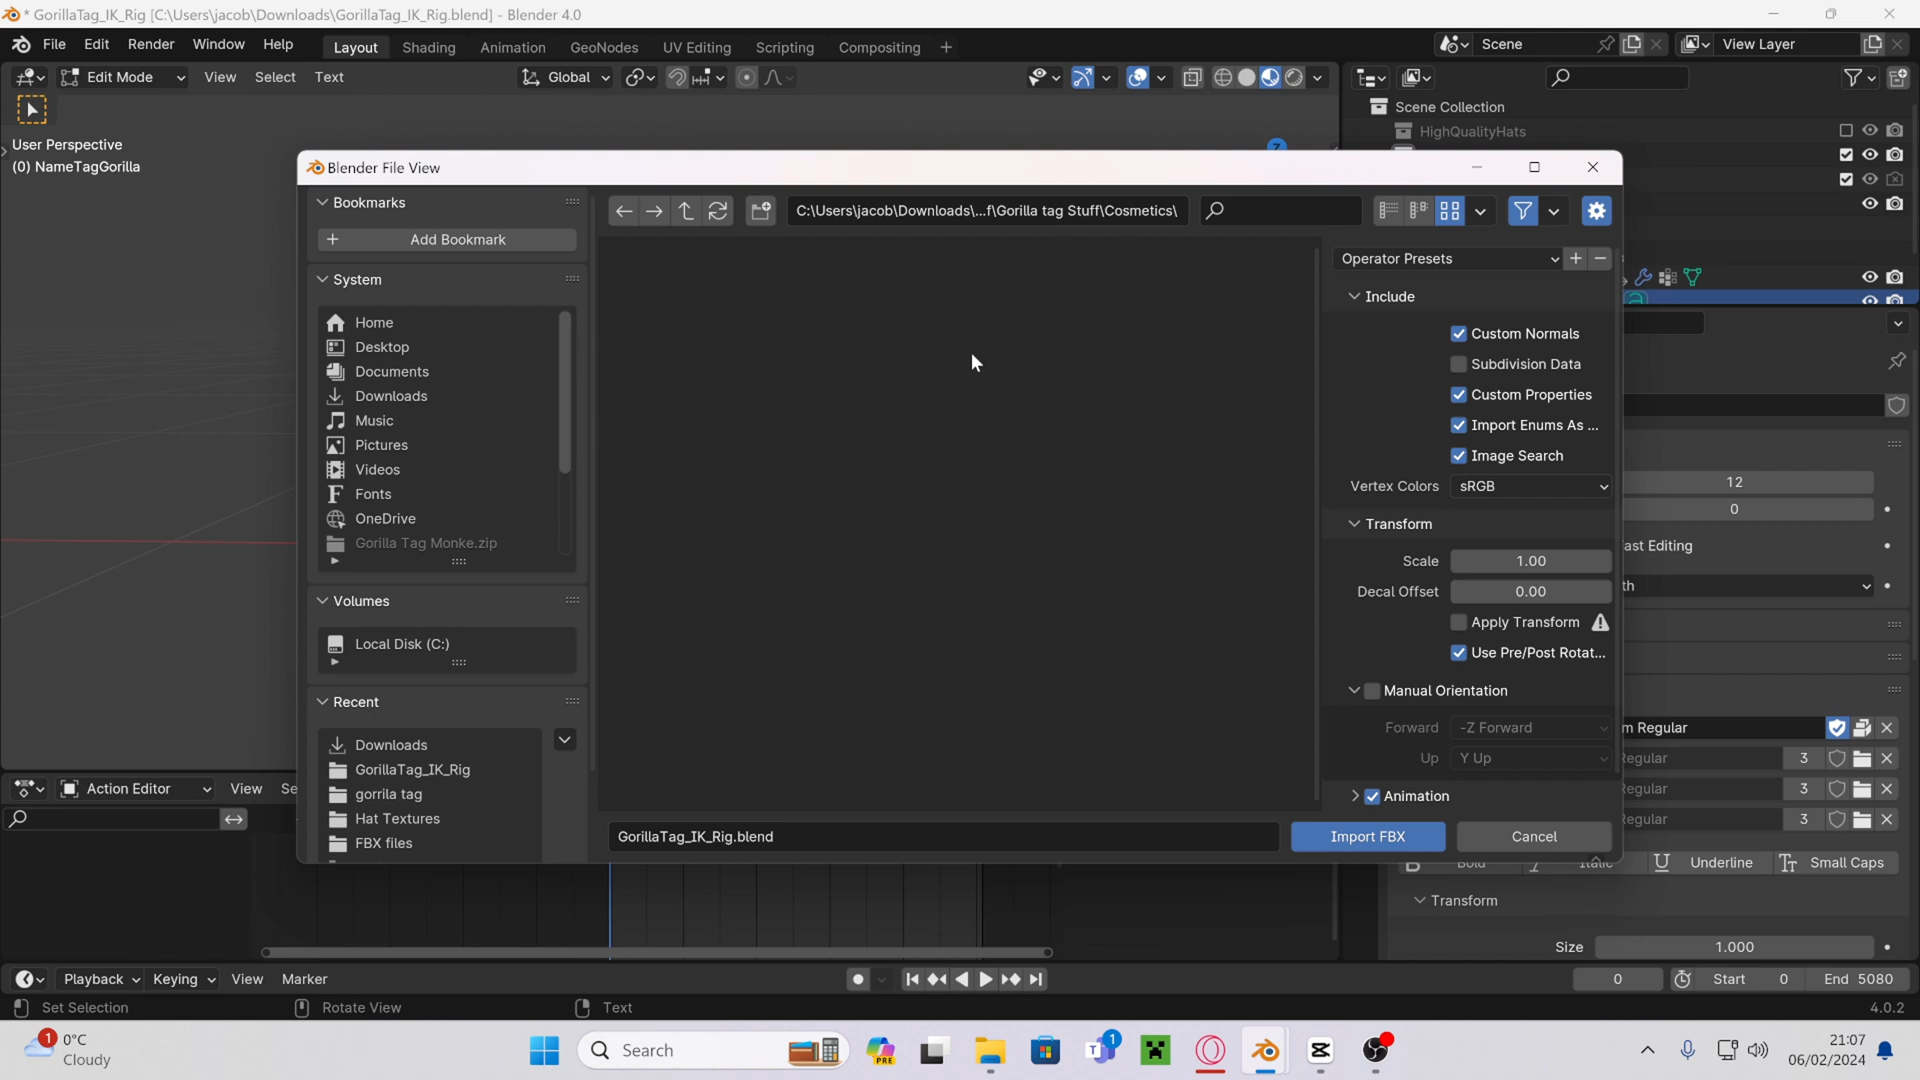 * GorillaTag_IK_Rig [C:\Users\jacob\Downloads\GorillaTag_IK_Rig.blend] - Blender 4.0
File Edit Render Window Help Layout Shading Animation GeoNodes UV Editing Scripting Compositing + Scene View Layer
Edit Mode View Select Text Global
Scene Collection
HighQualityHats
User Perspective
(0) NameTagGorilla
Blender File View
Bookmarks
Add Bookmark
System
Home
Desktop
Documents
Downloads
Music
Pictures
Videos
Fonts
OneDrive
Gorilla Tag Monke.zip
Volumes
Local Disk (C:)
Recent
Downloads
GorillaTag_IK_Rig
gorrila tag
Hat Textures
FBX files
C:\Users\jacob\Downloads\...f\Gorilla tag Stuff\Cosmetics\
GorillaTag_IK_Rig.blend
Operator Presets
Include
Custom Normals
Subdivision Data
Custom Properties
Import Enums As ...
Image Search
Vertex Colors sRGB
Transform
Scale 1.00
Decal Offset 0.00
Apply Transform
Use Pre/Post Rotat...
Manual Orientation
Forward -Z Forward
Up Y Up
Animation
Import FBX Cancel
12
0
ast Editing
th
m Regular
Regular 3
Regular 3
Regular 3
Bold Italic Underline Small Caps
Transform
Size 1.000
Action Editor View Se
Playback Keying View Marker 0 Start 0 End 5080
Set Selection Rotate View Text 4.0.2
1 0°C
Cloudy
Search
PRE
1
21:07
06/02/2024